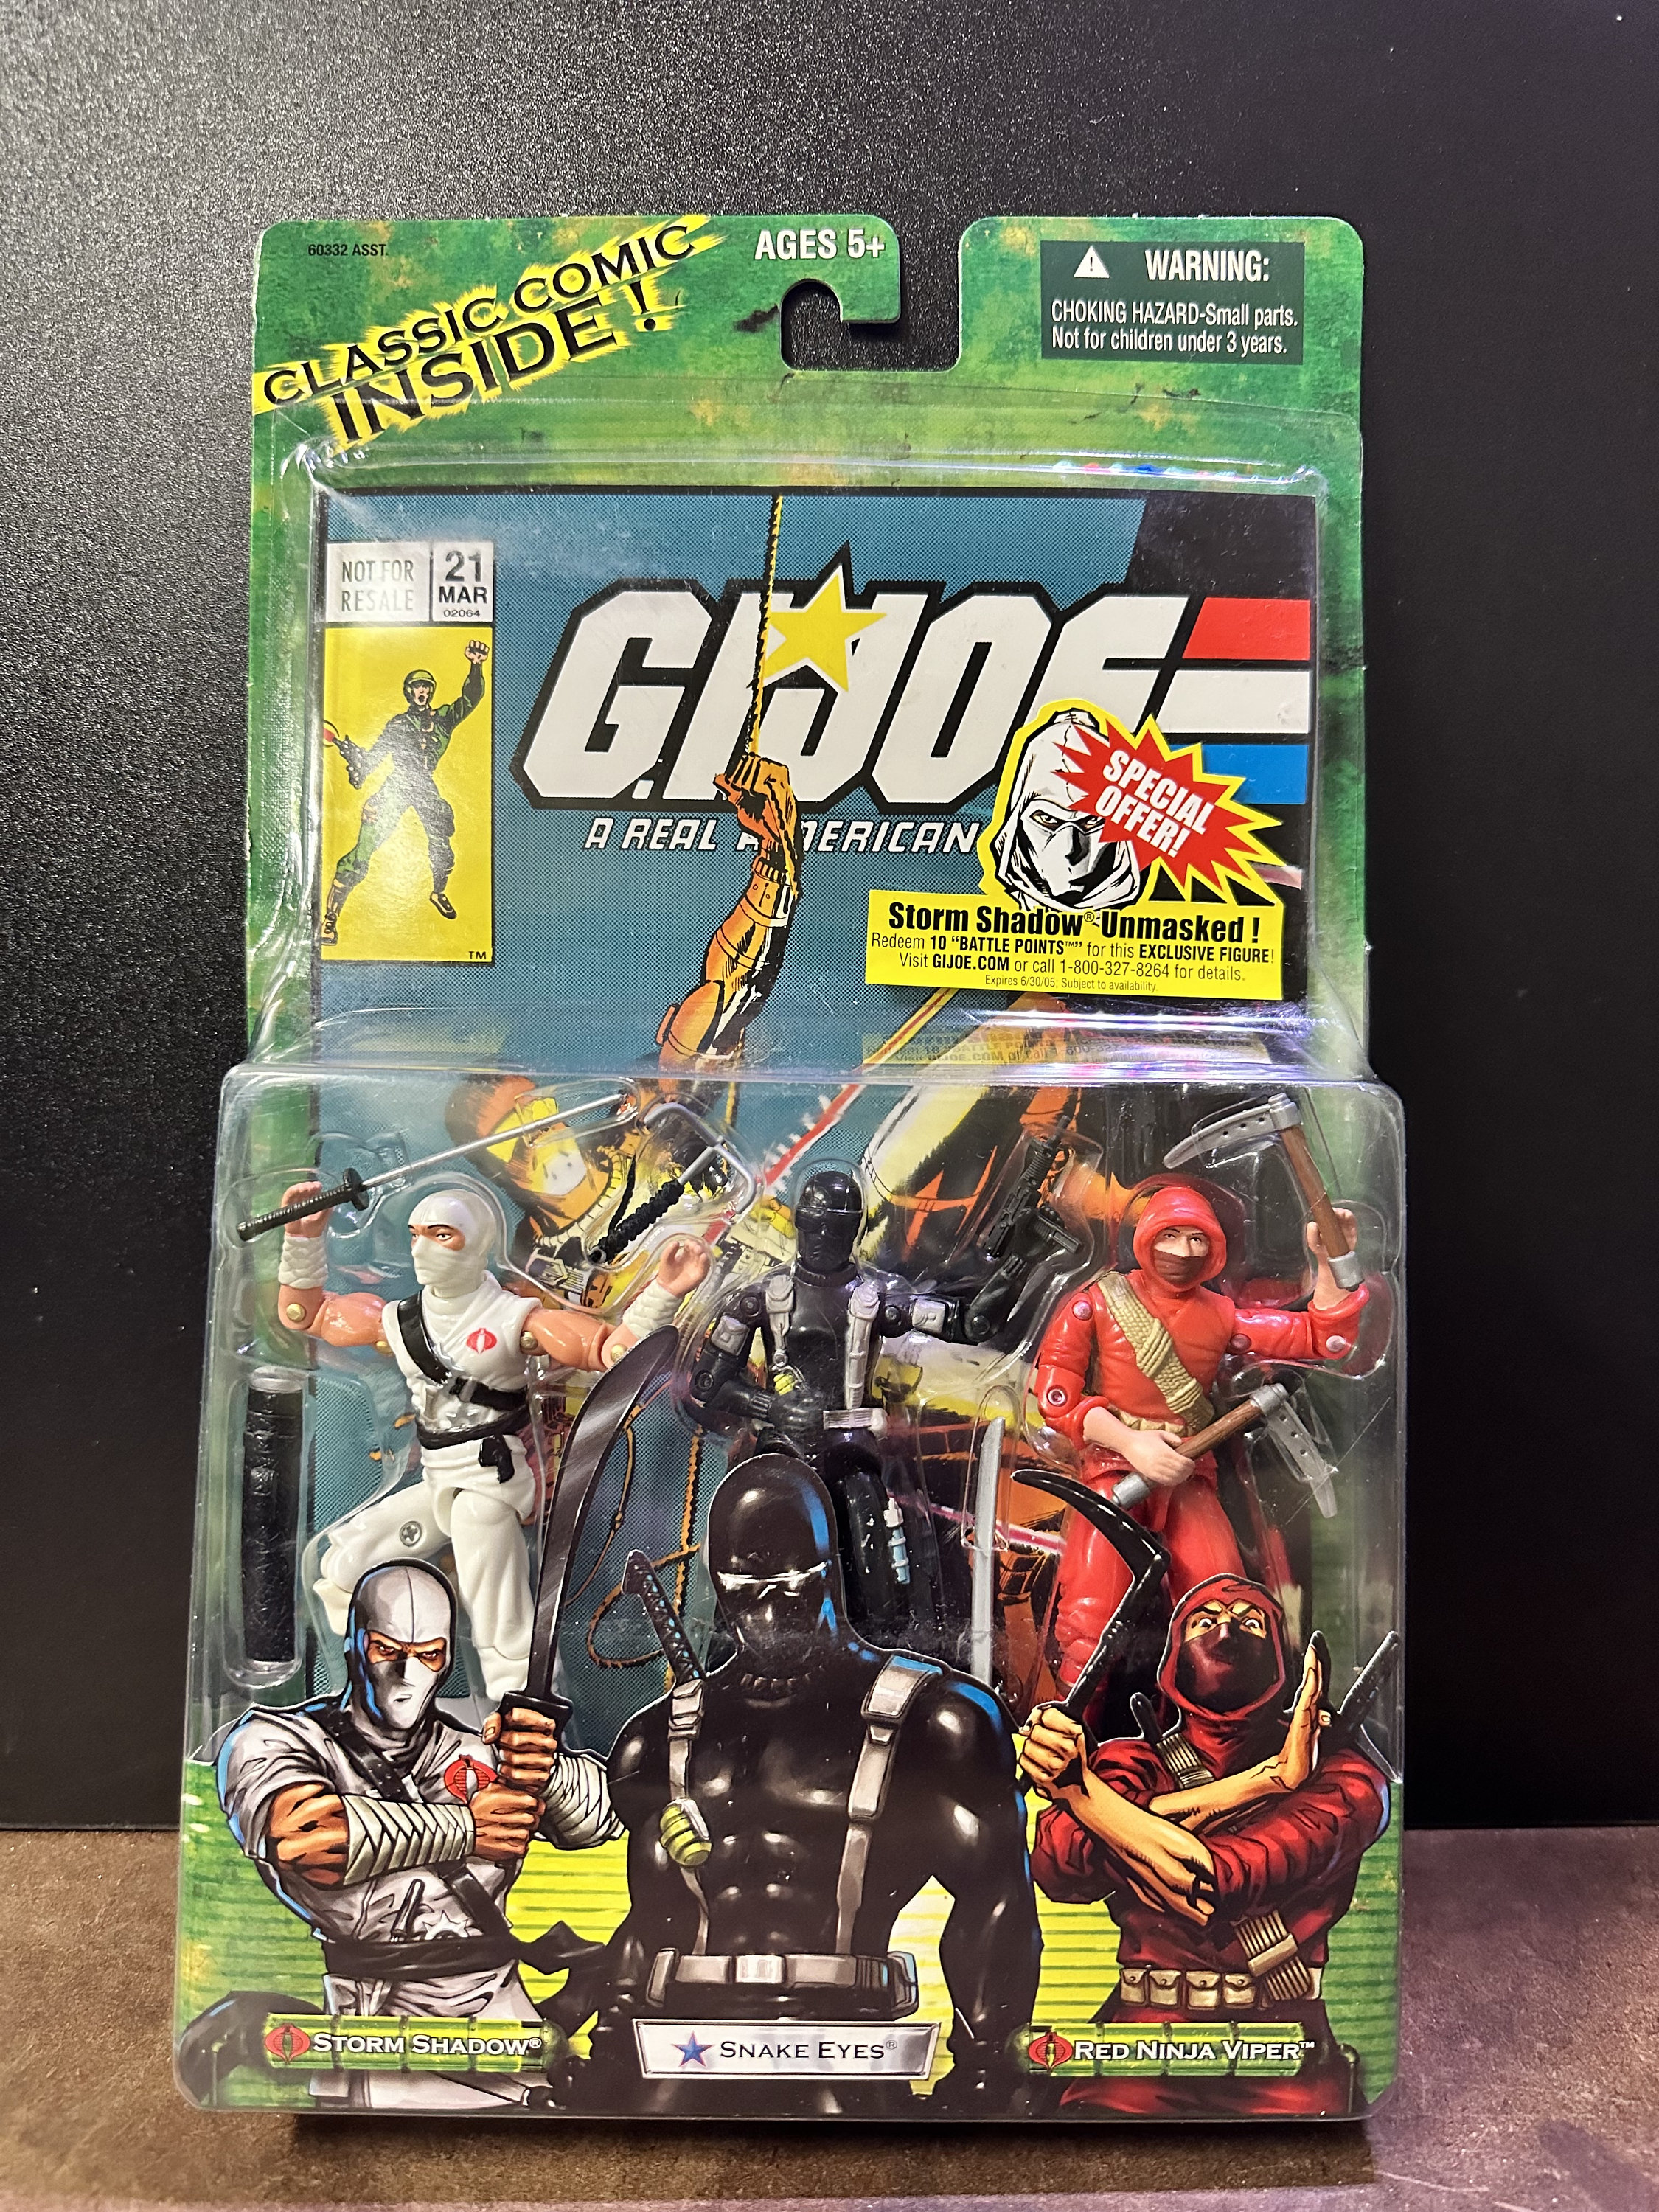 60332 ASST.
CLASSIC COMIC
INSIDE!
AGES 5+
WARNING:
CHOKING HAZARD-Small parts.
Not for children under 3 years.
NOT FOR
RESALE
21
MAR
02064
TM
G.I. JOE
A REAL AMERICAN
SPECIAL
OFFER!
Storm Shadow® Unmasked!
Redeem 10 “BATTLE POINTS™” for this EXCLUSIVE FIGURE!
Visit GIJOE.COM or call 1-800-327-8264 for details.
Expires 6/30/05; Subject to availability.
STORM SHADOW®
SNAKE EYES®
RED NINJA VIPER™